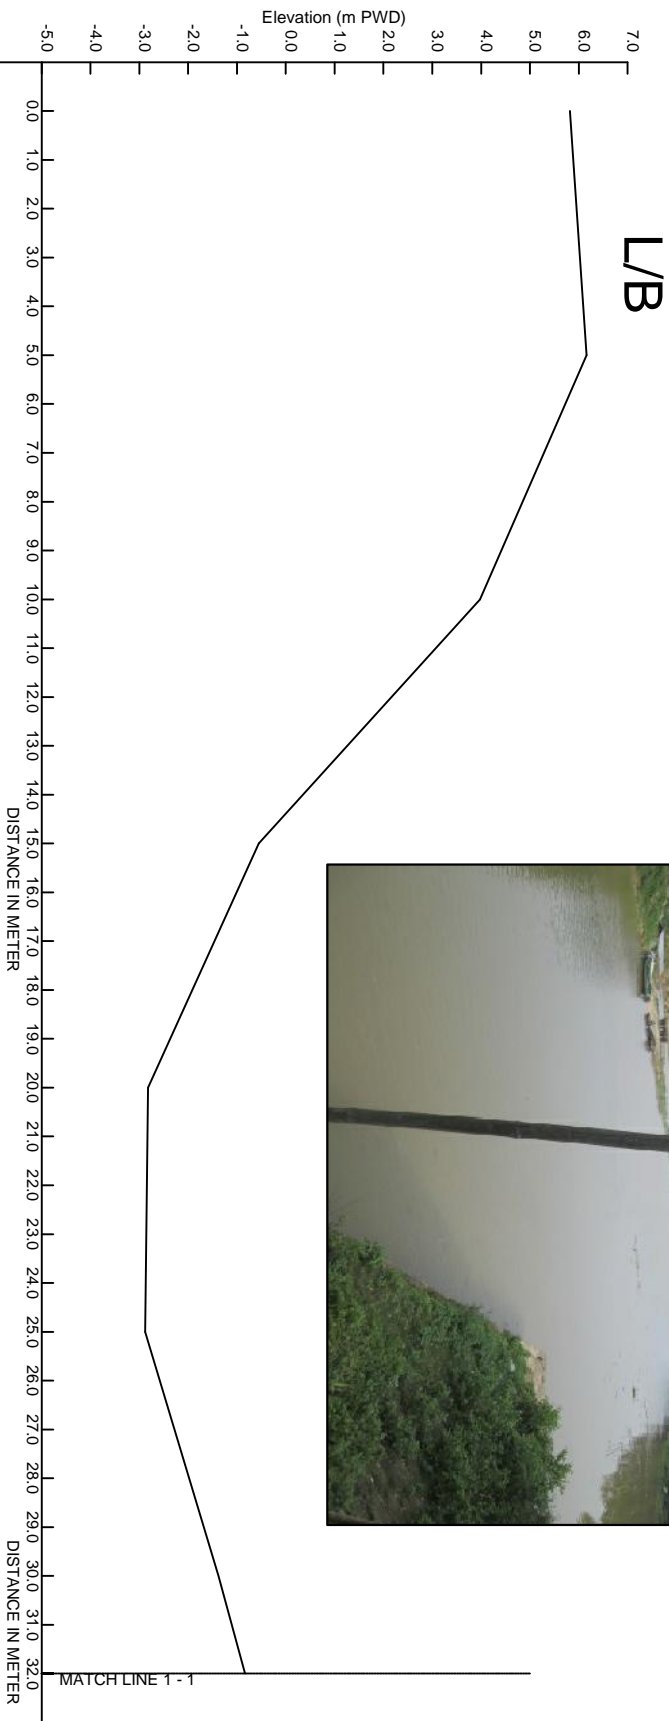 L/B
Elevation (m PWD)
7.0
6.0
5.0
4.0
3.0
2.0
1.0
0.0
-1.0
-2.0
-3.0
-4.0
-5.0
0.0 1.0 2.0 3.0 4.0 5.0 6.0 7.0 8.0 9.0 10.0 11.0 12.0 13.0 14.0 15.0 16.0 17.0 18.0 19.0 20.0 21.0 22.0 23.0 24.0 25.0 26.0 27.0 28.0 29.0 30.0 31.0 32.0
DISTANCE IN METER DISTANCE IN METER
MATCH LINE 1 - 1